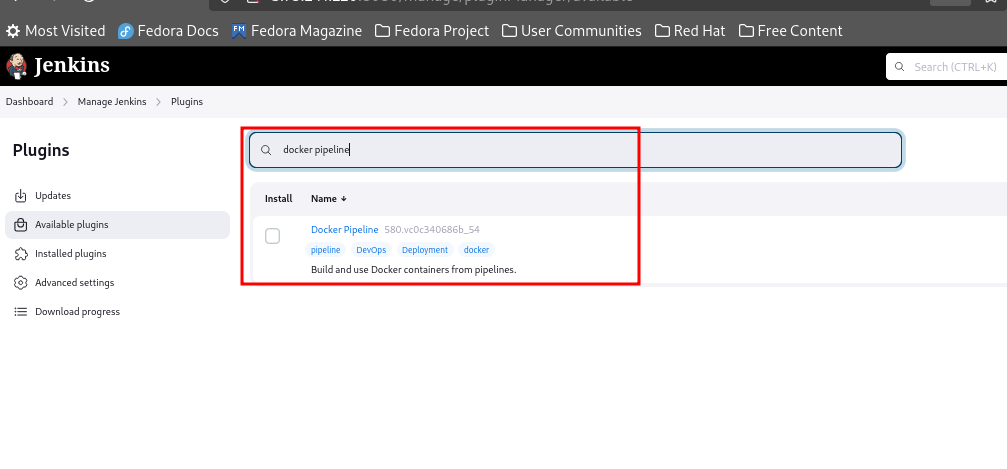 Most Visited Fedora Docs FM Fedora Magazine Fedora Project User Communities Red Hat Free Content
Jenkins
Search (CTRL+K)
Dashboard > Manage Jenkins > Plugins
Plugins
docker pipeline
Updates
Available plugins
Installed plugins
Advanced settings
Download progress
Install Name ↓
Docker Pipeline 580.vc0c340686b_54
pipeline DevOps Deployment docker
Build and use Docker containers from pipelines.